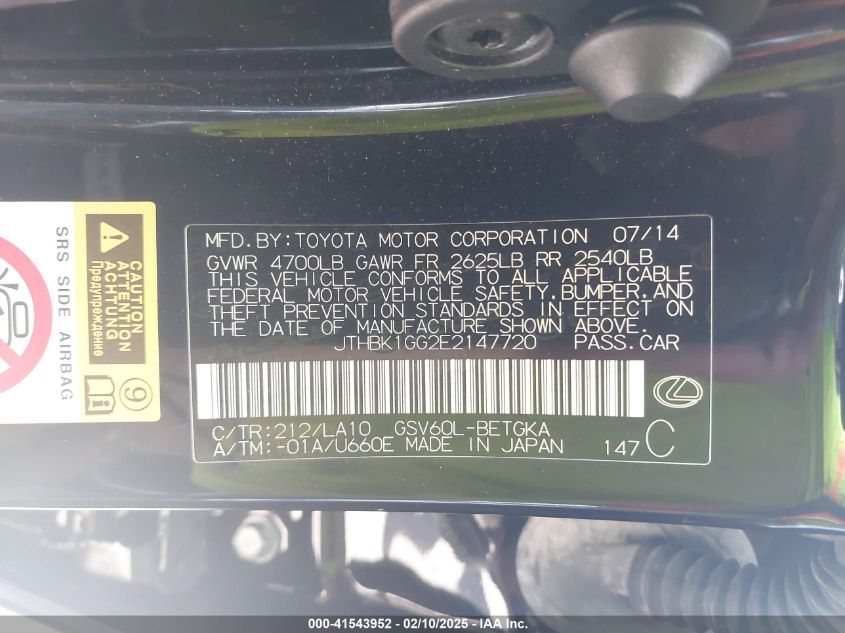 MFD.BY:TOYOTA MOTOR CORPORATION 07/14
GVWR 4700LB GAWR FR 2625LB RR 2540LB
THIS VEHICLE CONFORMS TO ALL APPLICABLE
FEDERAL MOTOR VEHICLE SAFETY,BUMPER,AND
THEFT PREVENTION STANDARDS IN EFFECT ON
THE DATE OF MANUFACTURE SHOWN ABOVE.
JTHBK1GG2E2147720 PASS.CAR
C/TR:212/LA10 GSV60L-BETGKA
A/TM:-01A/U660E MADE IN JAPAN 147 C
CAUTION
ATTENTION
ACHTUNG
Предупреждение
SRS SIDE AIRBAG
9
000-41543952 - 02/10/2025 - IAA Inc.